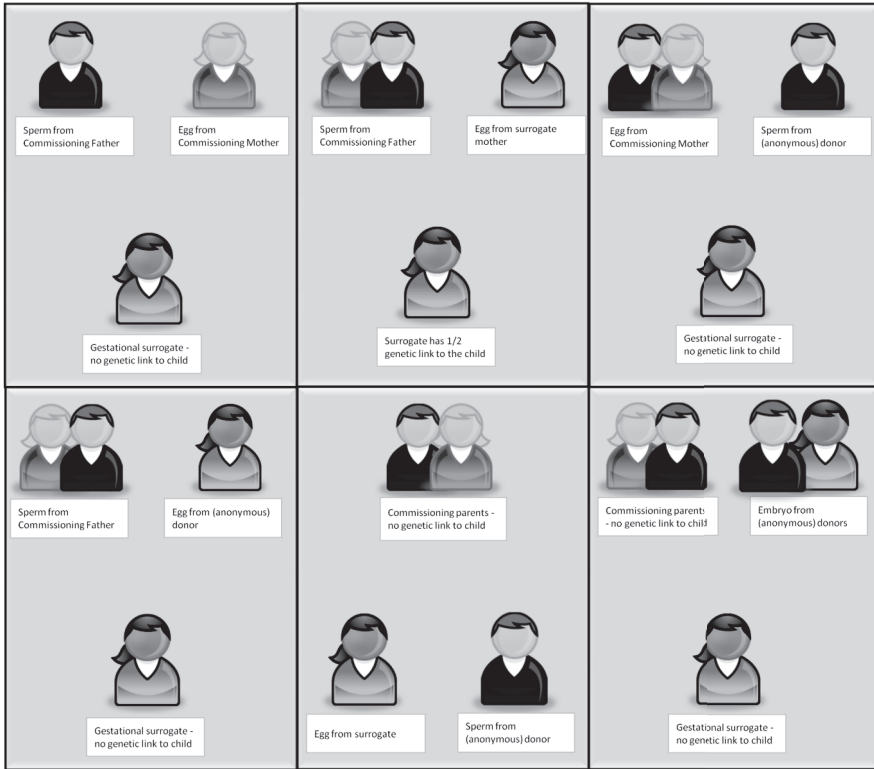 Sperm from
Commissioning Father
Egg from
Commissioning Mother
Gestational surrogate -
no genetic link to child
Sperm from
Commissioning Father
Egg from surrogate
mother
Surrogate has 1/2
genetic link to the child
Egg from
Commissioning Mother
Sperm from
(anonymous) donor
Gestational surrogate -
no genetic link to child
Sperm from
Commissioning Father
Egg from (anonymous)
donor
Gestational surrogate -
no genetic link to child
Commissioning parents -
no genetic link to child
Egg from surrogate
Sperm from
(anonymous) donor
Commissioning parents
- no genetic link to child
Embryo from
(anonymous) donors
Gestational surrogate -
no genetic link to child